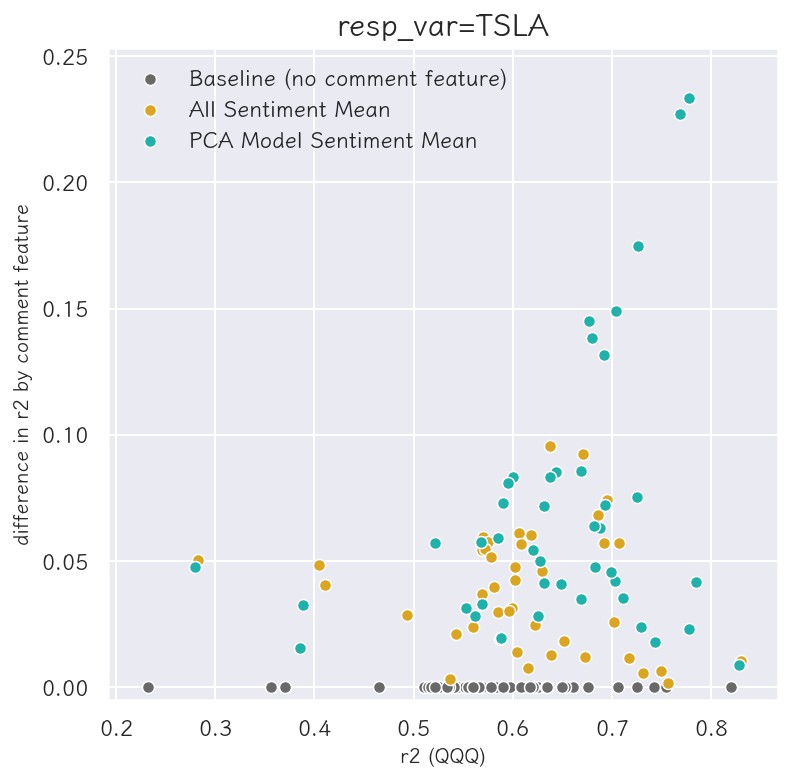 resp_var=TSLA
Baseline (no comment feature)
All Sentiment Mean
PCA Model Sentiment Mean
difference in r2 by comment feature
0.25
0.20
0.15
0.10
0.05
0.00
0.2 0.3 0.4 0.5 0.6 0.7 0.8
r2 (QQQ)